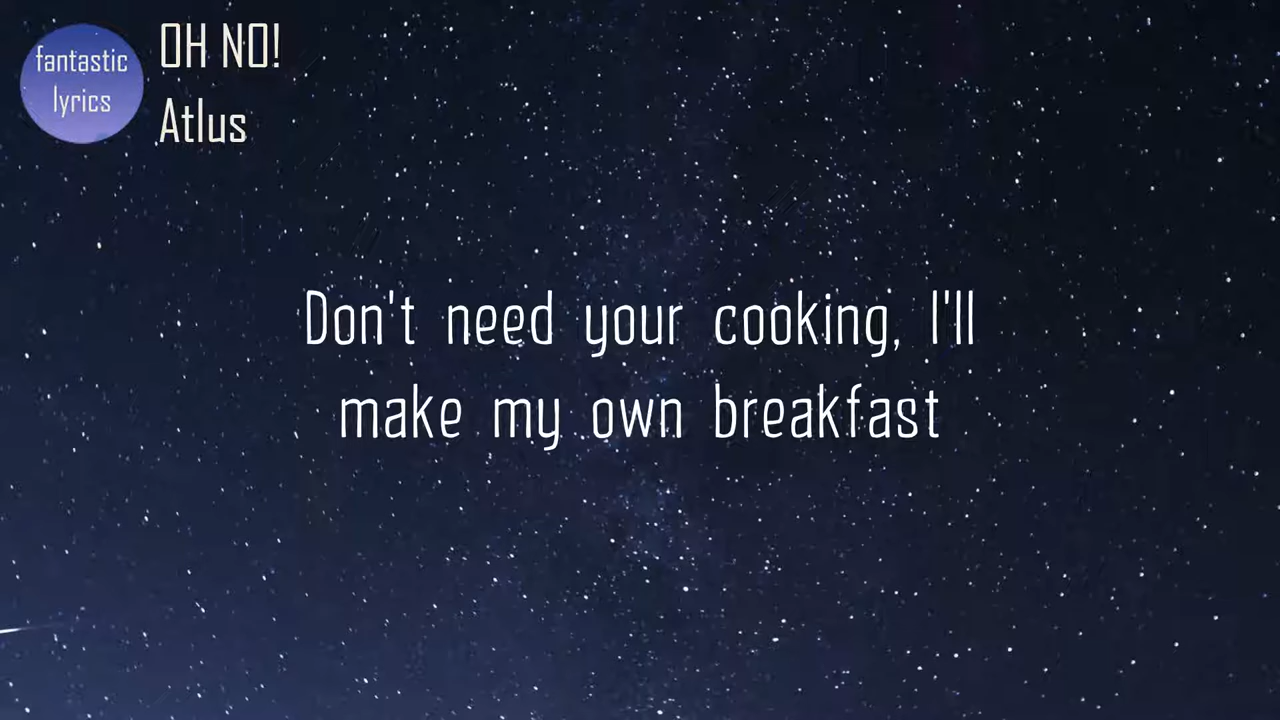 fantastic
lyrics
OH NO!
Atlus
Don't need your cooking, I'll
make my own breakfast